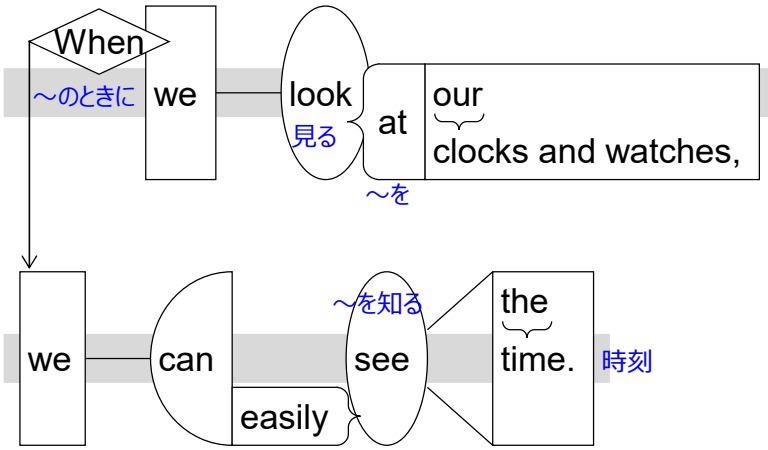 When
～のときに
we
look
見る
at
～を
our
clocks and watches,
we
can
easily
～を知る
see
the
time.
時刻